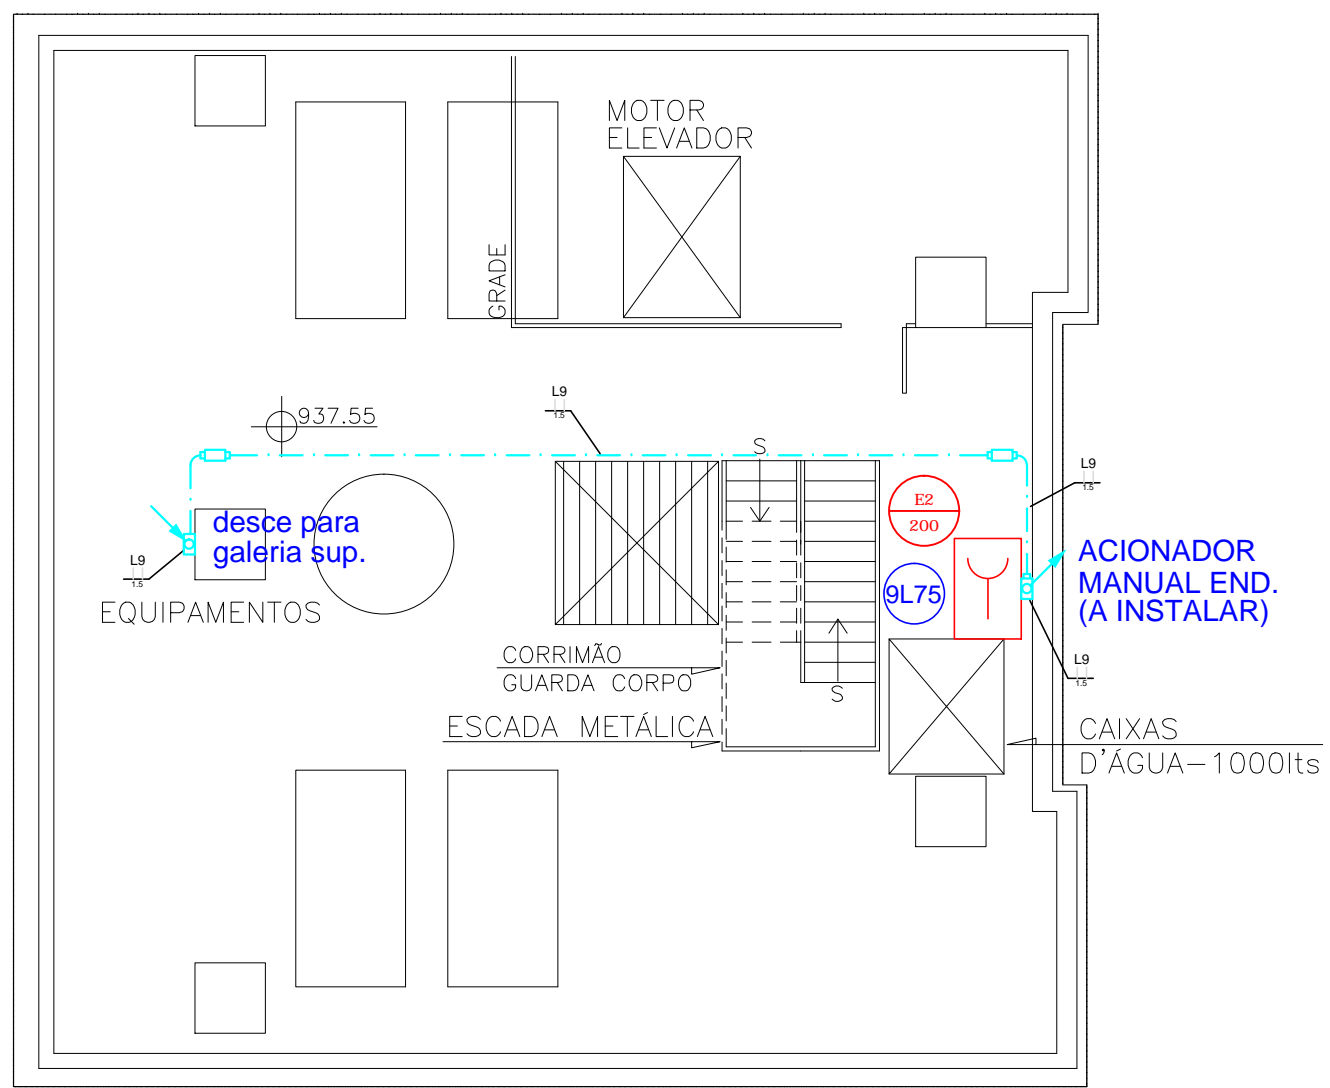 MOTOR
ELEVADOR
GRADE
L9
1.5
937.55
S
L9
1.5
E2
200
desce para
galeria sup.
L9
1.5
ACIONADOR
MANUAL END.
(A INSTALAR)
9L75
EQUIPAMENTOS
CORRIMÃO
GUARDA CORPO
S
L9
1.5
ESCADA METÁLICA
CAIXAS
D'ÁGUA-1000lts